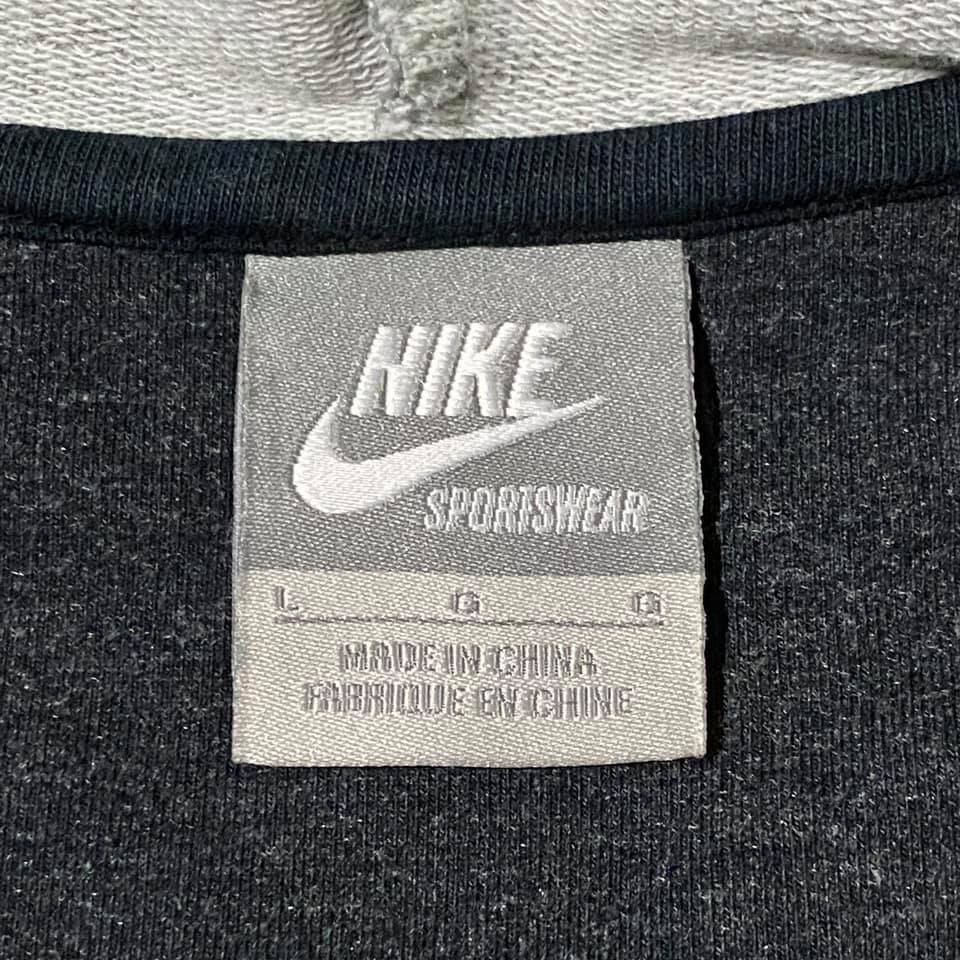 NIKE
SPORTSWEAR
L G G
MADE IN CHINA
FABRIQUE EN CHINE